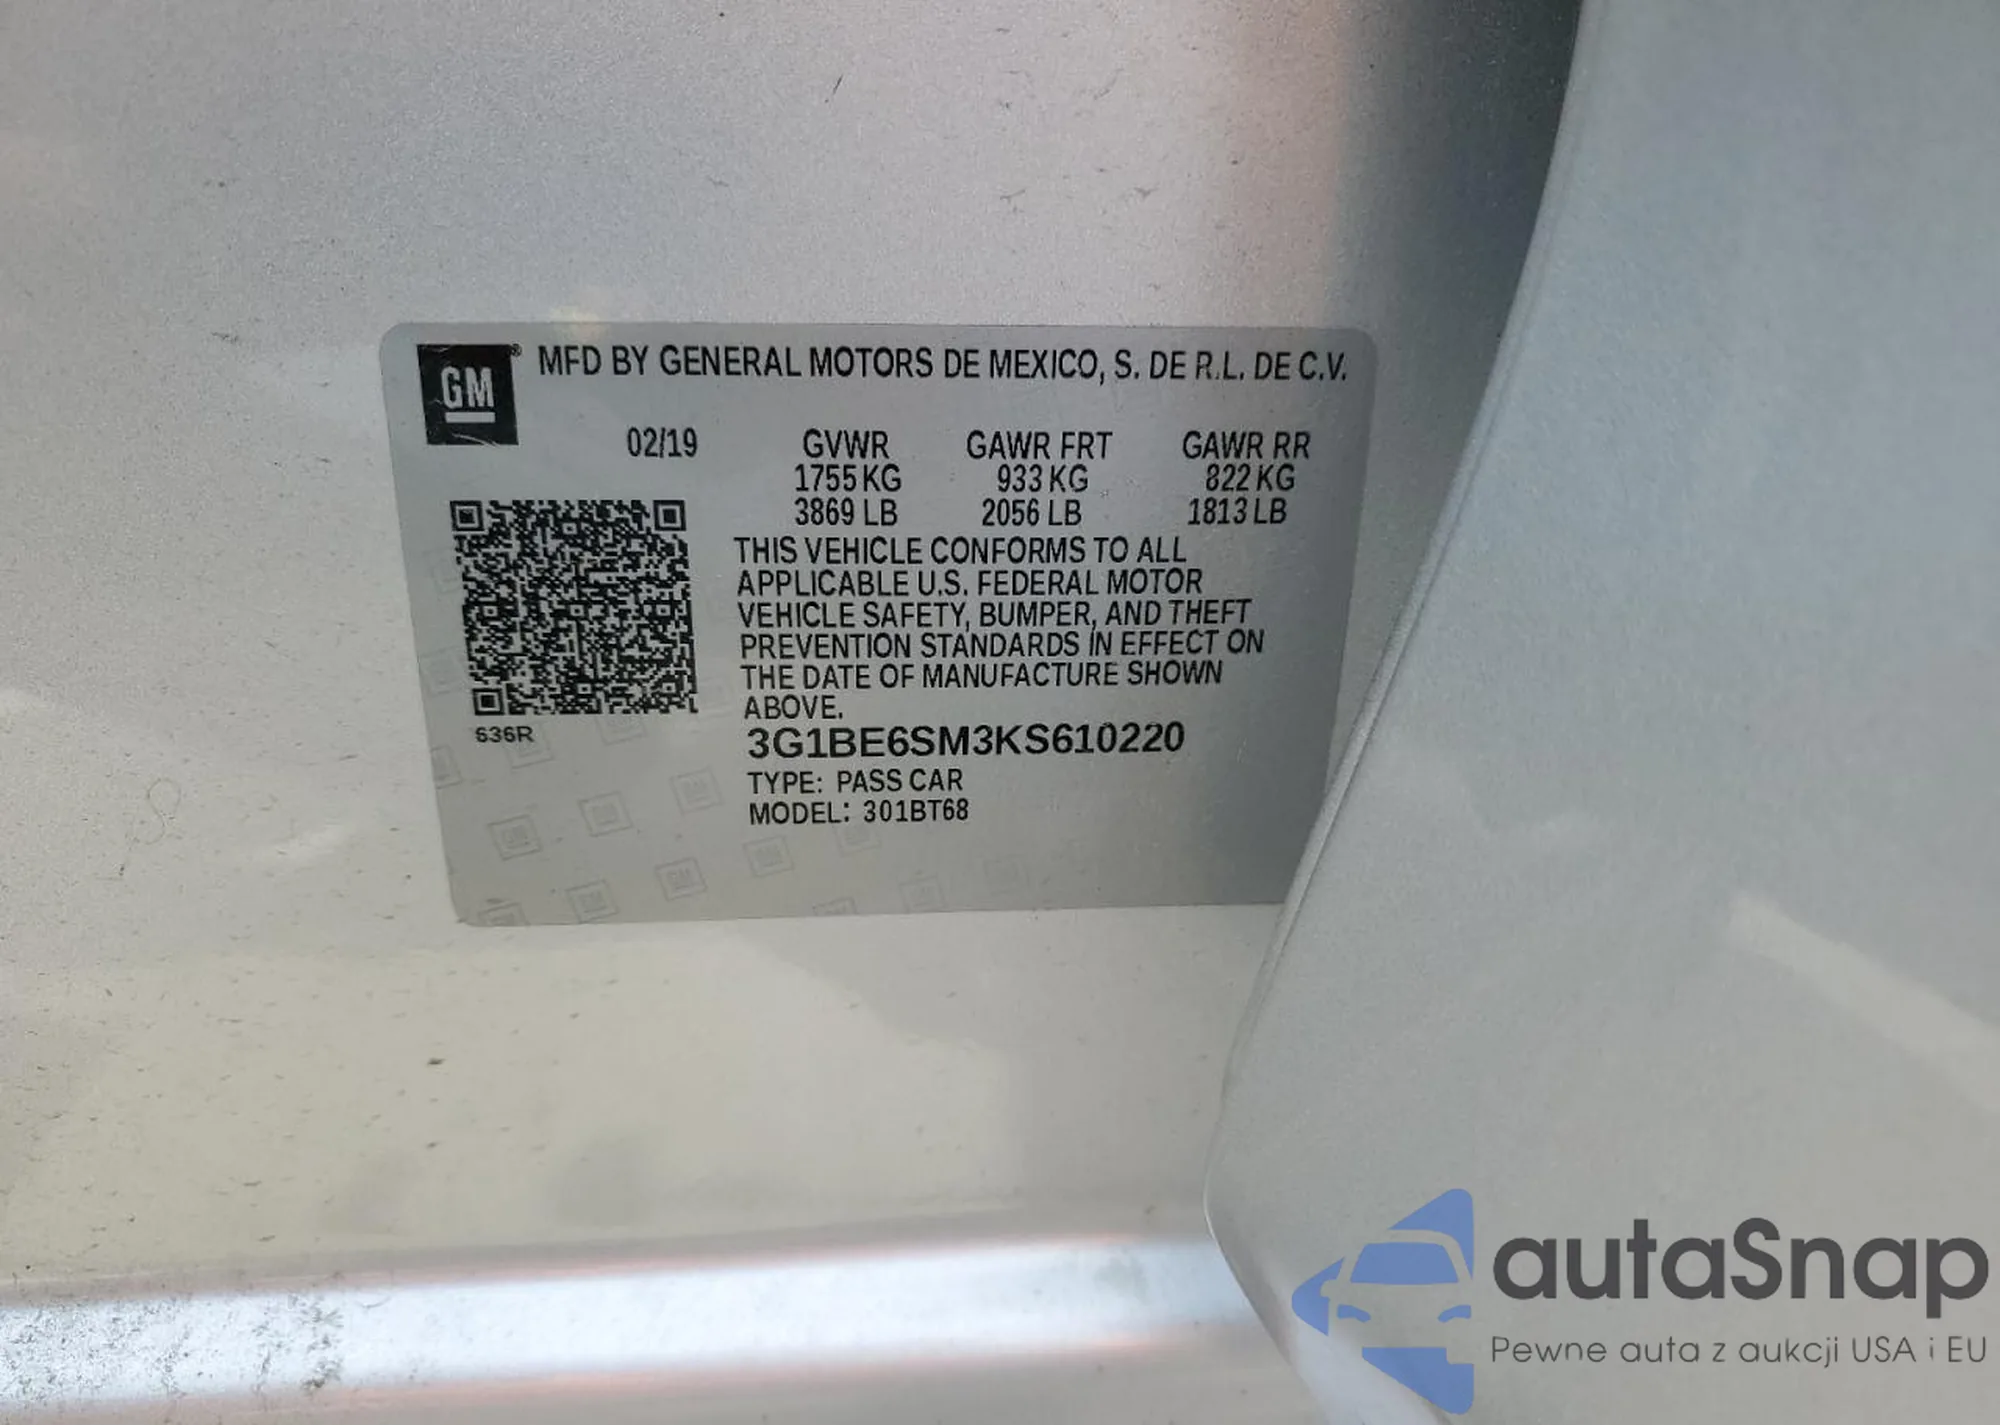 GM® MFD BY GENERAL MOTORS DE MEXICO, S. DE R.L. DE C.V.
02/19 GVWR GAWR FRT GAWR RR
1755 KG 933 KG 822 KG
3869 LB 2056 LB 1813 LB
THIS VEHICLE CONFORMS TO ALL
APPLICABLE U.S. FEDERAL MOTOR
VEHICLE SAFETY, BUMPER, AND THEFT
PREVENTION STANDARDS IN EFFECT ON
THE DATE OF MANUFACTURE SHOWN
ABOVE.
636R
3G1BE6SM3KS610220
TYPE: PASS CAR
MODEL: 301BT68
autaSnap
Pewne auta z aukcji USA i EU